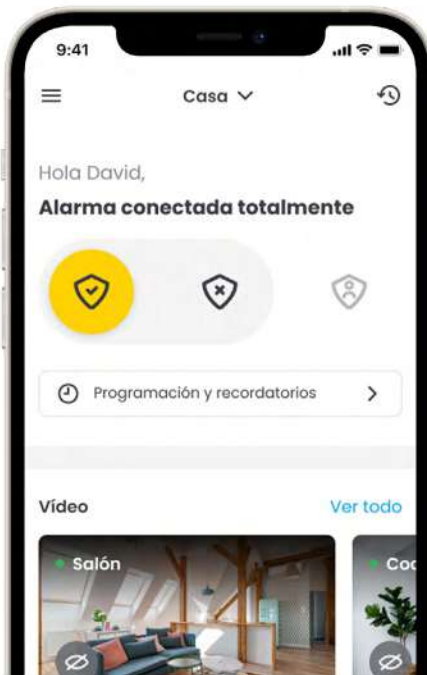 9:41
Casa
Hola David,
Alarma conectada totalmente
Programación y recordatorios
Vídeo
Ver todo
Salón